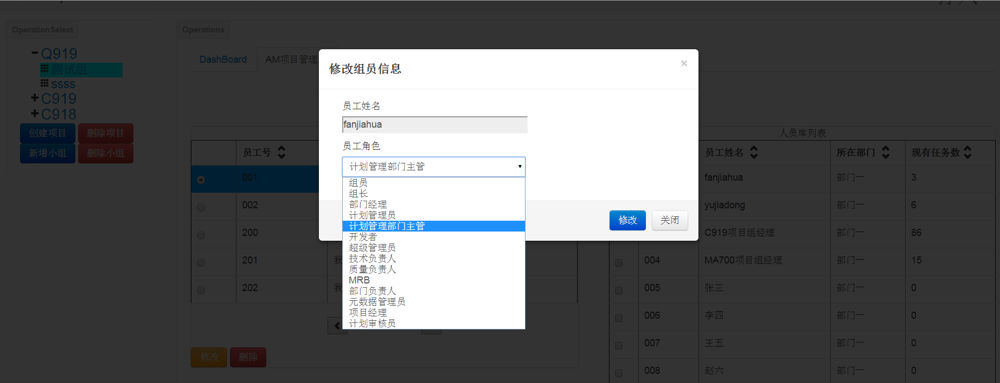 OperationSelect
Q919
测试组
ssss
C919
C918
创建项目 删除项目
新增小组 删除小组
Operations
DashBoard AM项目管理
员工号
001
002
200
201 我
202 我
修改 删除
修改组员信息 ×
员工姓名
fanjiahua
员工角色
计划管理部门主管
组员
组长
部门经理
计划管理员
计划管理部门主管
开发者
超级管理员
技术负责人
质量负责人
MRB
部门负责人
元数据管理员
项目经理
计划审核员
修改 关闭
人员库列表
员工姓名 所在部门 现有任务数
fanjiahua 部门一 3
yujiadong 部门一 6
C919项目组经理 部门一 86
004 MA700项目组经理 部门一 15
005 张三 部门一 0
006 李四 部门一 0
007 王五 部门一 0
008 赵六 部门一 0